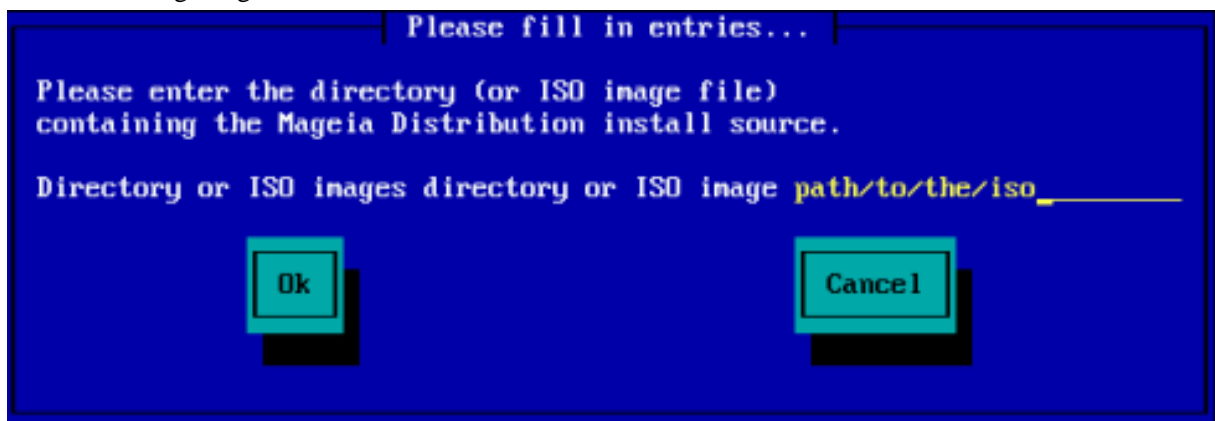 Please fill in entries...
Please enter the directory (or ISO image file)
containing the Mageia Distribution install source.
Directory or ISO images directory or ISO image path/to/the/iso_
Ok
Cancel